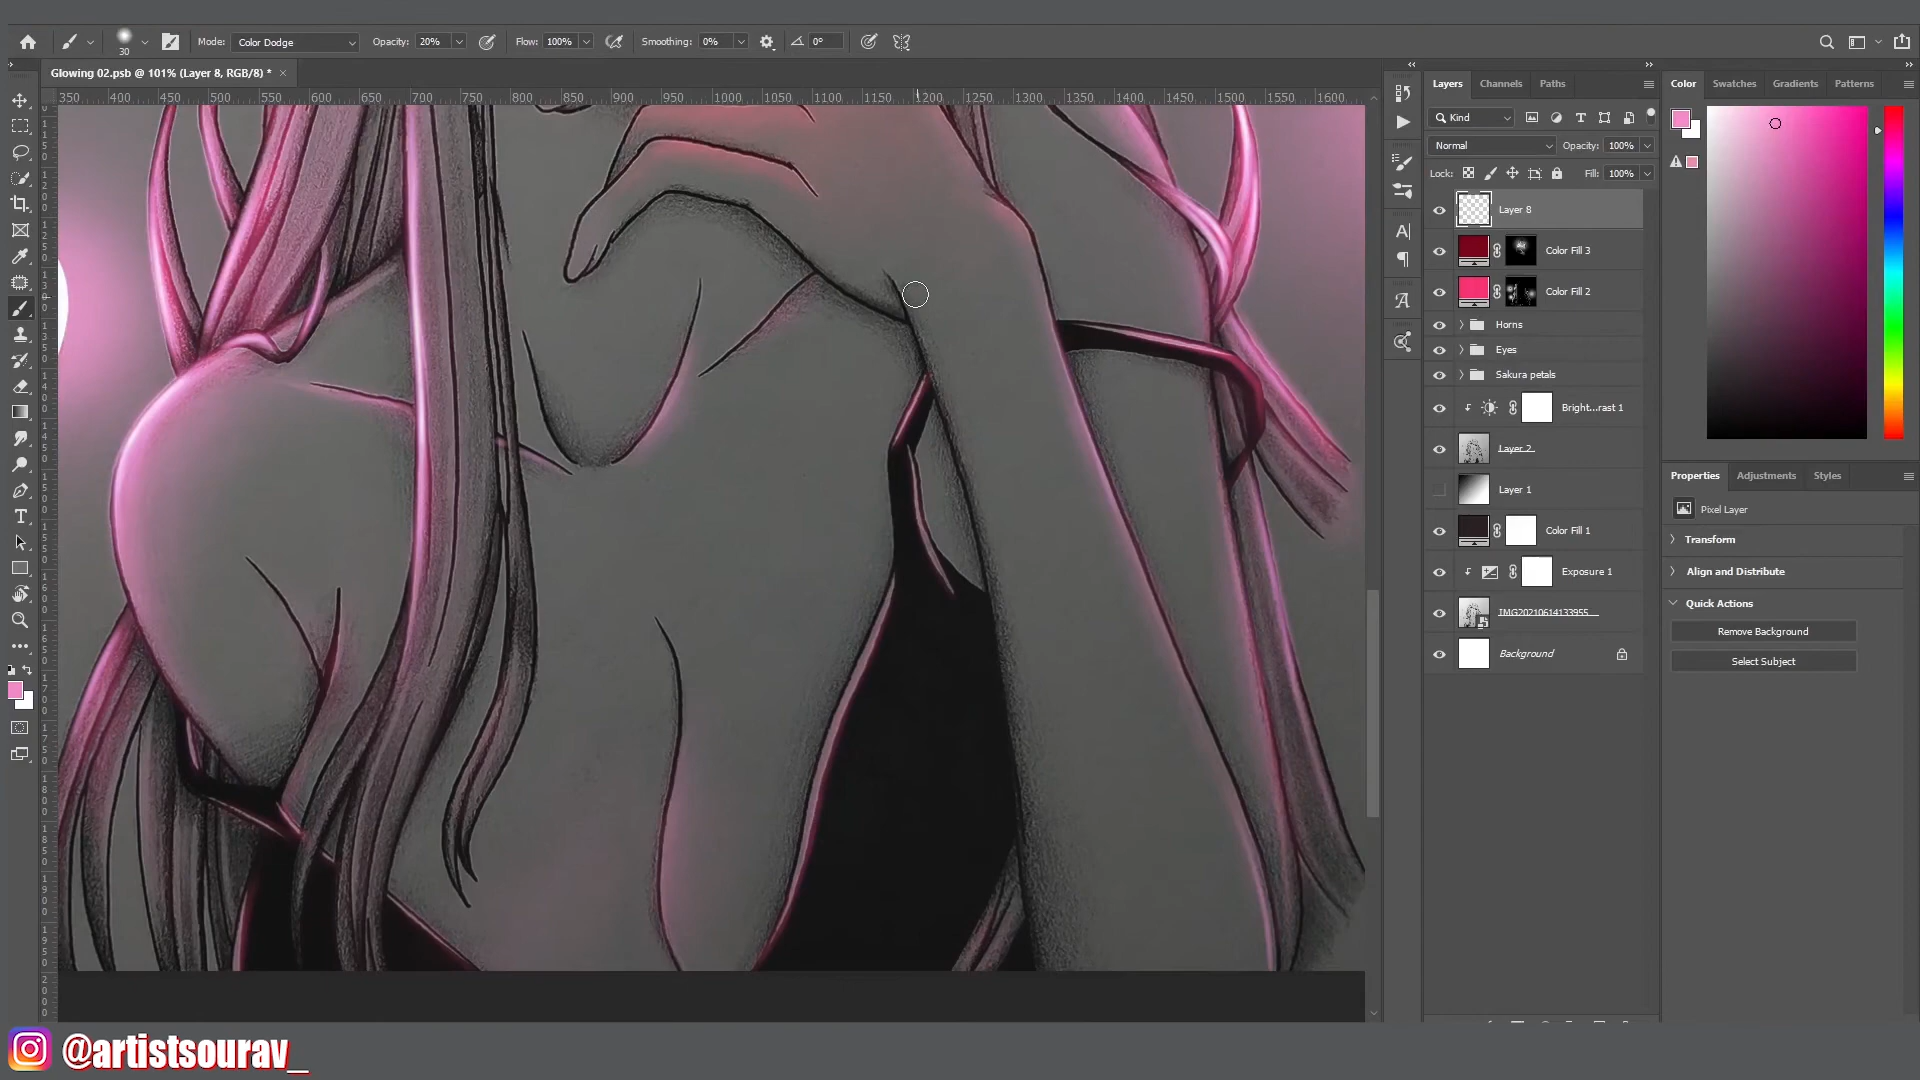 30
Mode:
Color Dodge
Opacity:
20%
Flow:
100%
Smoothing:
0%
0°
Glowing 02.psb @ 101% (Layer 8, RGB/8) *
350 400 450 500 550 600 650 700 750 800 850 900 950 1000 1050 1100 1150 1200 1250 1300 1350 1400 1450 1500 1550 1600
Layers
Channels
Paths
Kind
Normal
Opacity:
100%
Lock:
Fill:
100%
Layer 8
Color Fill 3
Color Fill 2
Horns
Eyes
Sakura petals
Bright...rast 1
Layer 2
Layer 1
Color Fill 1
Exposure 1
IMG20210614133955...
Background
Color
Swatches
Gradients
Patterns
Properties
Adjustments
Styles
Pixel Layer
Transform
Align and Distribute
Quick Actions
Remove Background
Select Subject
@artistsourav_